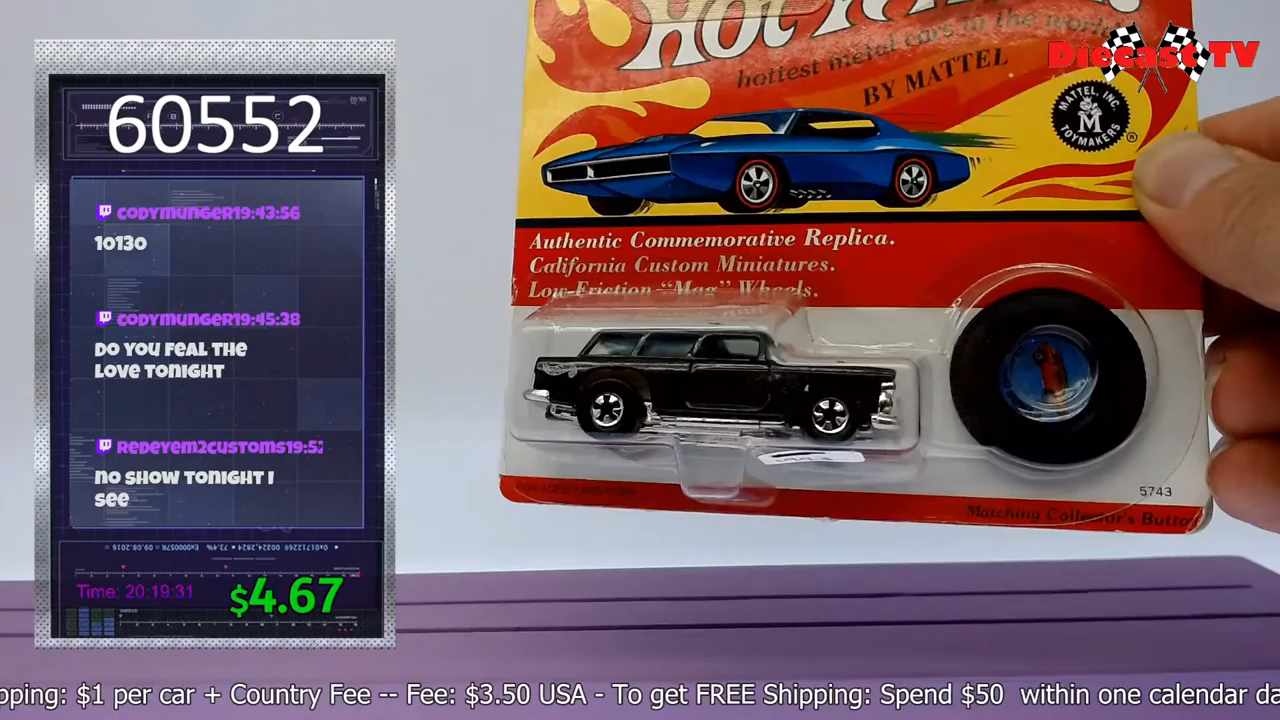 60552
CODYMUNGER19:43:56
10130
CODYMUNGER19:45:38
DO YOU FEAL THE
LOVE TONIGHT
REDEYEM2CUSTOMS19:5
NO SHOW TONIGHT I
SEE
Time: 20:19:31
$4.67
Hot
hottest metal cars in the world
BY MATTEL
MATTEL, INC.
M
TOYMAKERS
®
Diecast TV
Authentic Commemorative Replica.
California Custom Miniatures.
Low-Friction "Mag" Wheels.
5743
Matching Collector's Button
pping: $1 per car + Country Fee -- Fee: $3.50 USA - To get FREE Shipping: Spend $50 within one calendar da